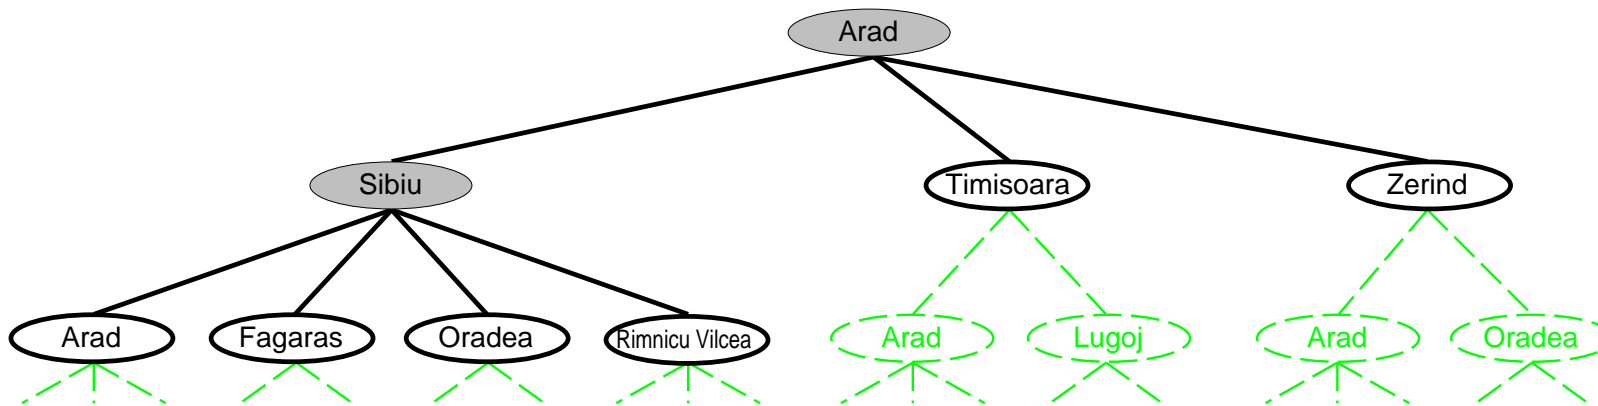 Arad
Sibiu
Timisoara
Zerind
Arad
Fagaras
Oradea
Rimnicu Vilcea
Arad
Lugoj
Arad
Oradea